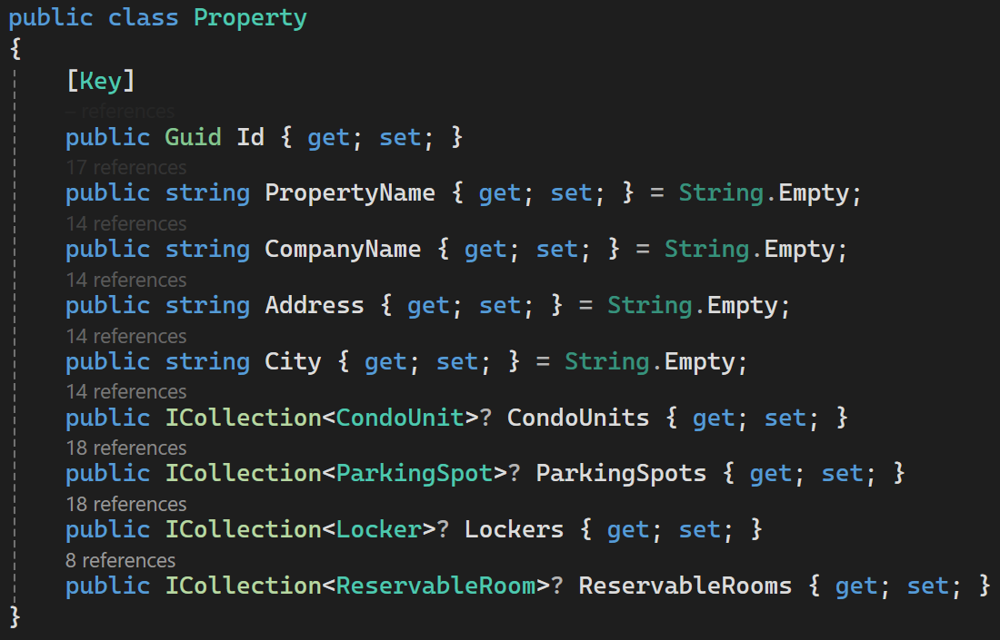 public class Property
{
[Key]
– references
public Guid Id { get; set; }
17 references
public string PropertyName { get; set; } = String.Empty;
14 references
public string CompanyName { get; set; } = String.Empty;
14 references
public string Address { get; set; } = String.Empty;
14 references
public string City { get; set; } = String.Empty;
14 references
public ICollection<CondoUnit>? CondoUnits { get; set; }
18 references
public ICollection<ParkingSpot>? ParkingSpots { get; set; }
18 references
public ICollection<Locker>? Lockers { get; set; }
8 references
public ICollection<ReservableRoom>? ReservableRooms { get; set; }
}